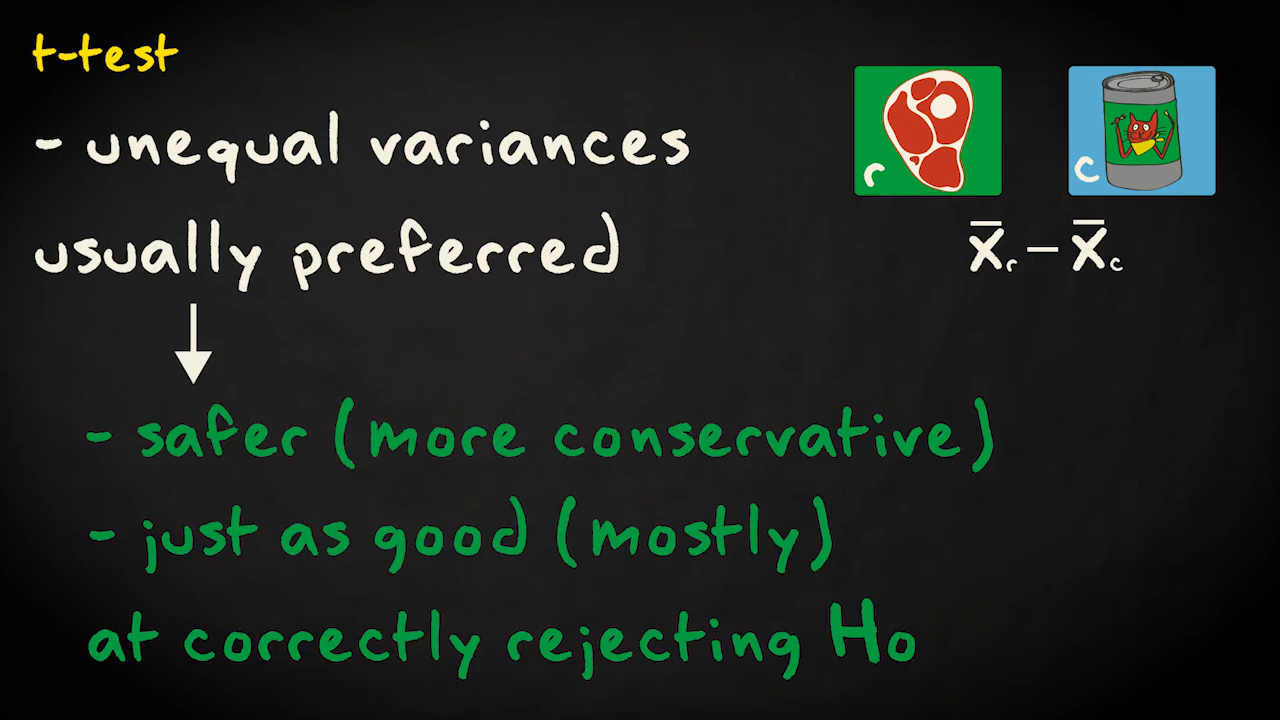 t-test
- unequal variances
usually preferred
- safer (more conservative)
- just as good (mostly)
at correctly rejecting Ho
r
c
x̄r – x̄c